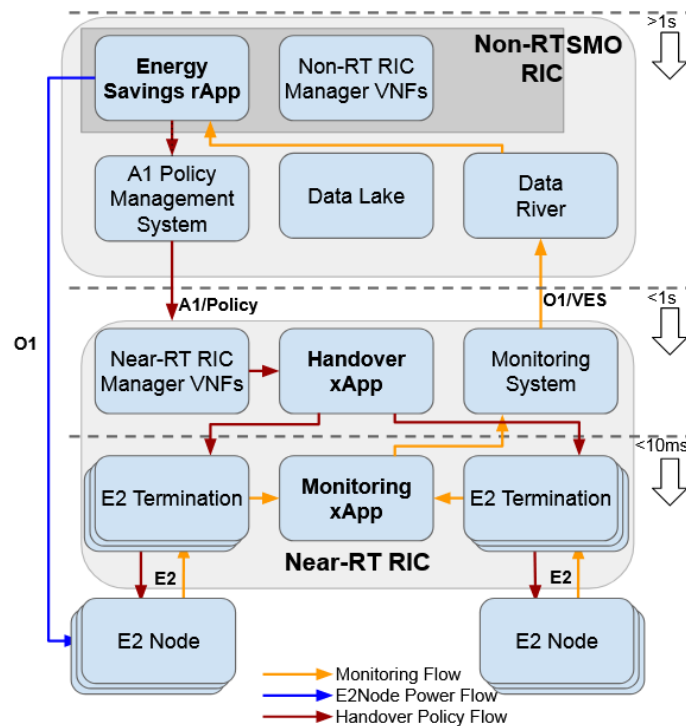 >1s
Non-RT SMO
RIC
Energy
Savings rApp
Non-RT RIC
Manager VNFs
A1 Policy
Management
System
Data Lake
Data
River
A1/Policy
O1/VES
<1s
O1
Near-RT RIC
Manager VNFs
Handover
xApp
Monitoring
System
<10ms
E2 Termination
Monitoring
xApp
E2 Termination
Near-RT RIC
E2
E2
E2 Node
E2 Node
Monitoring Flow
E2Node Power Flow
Handover Policy Flow